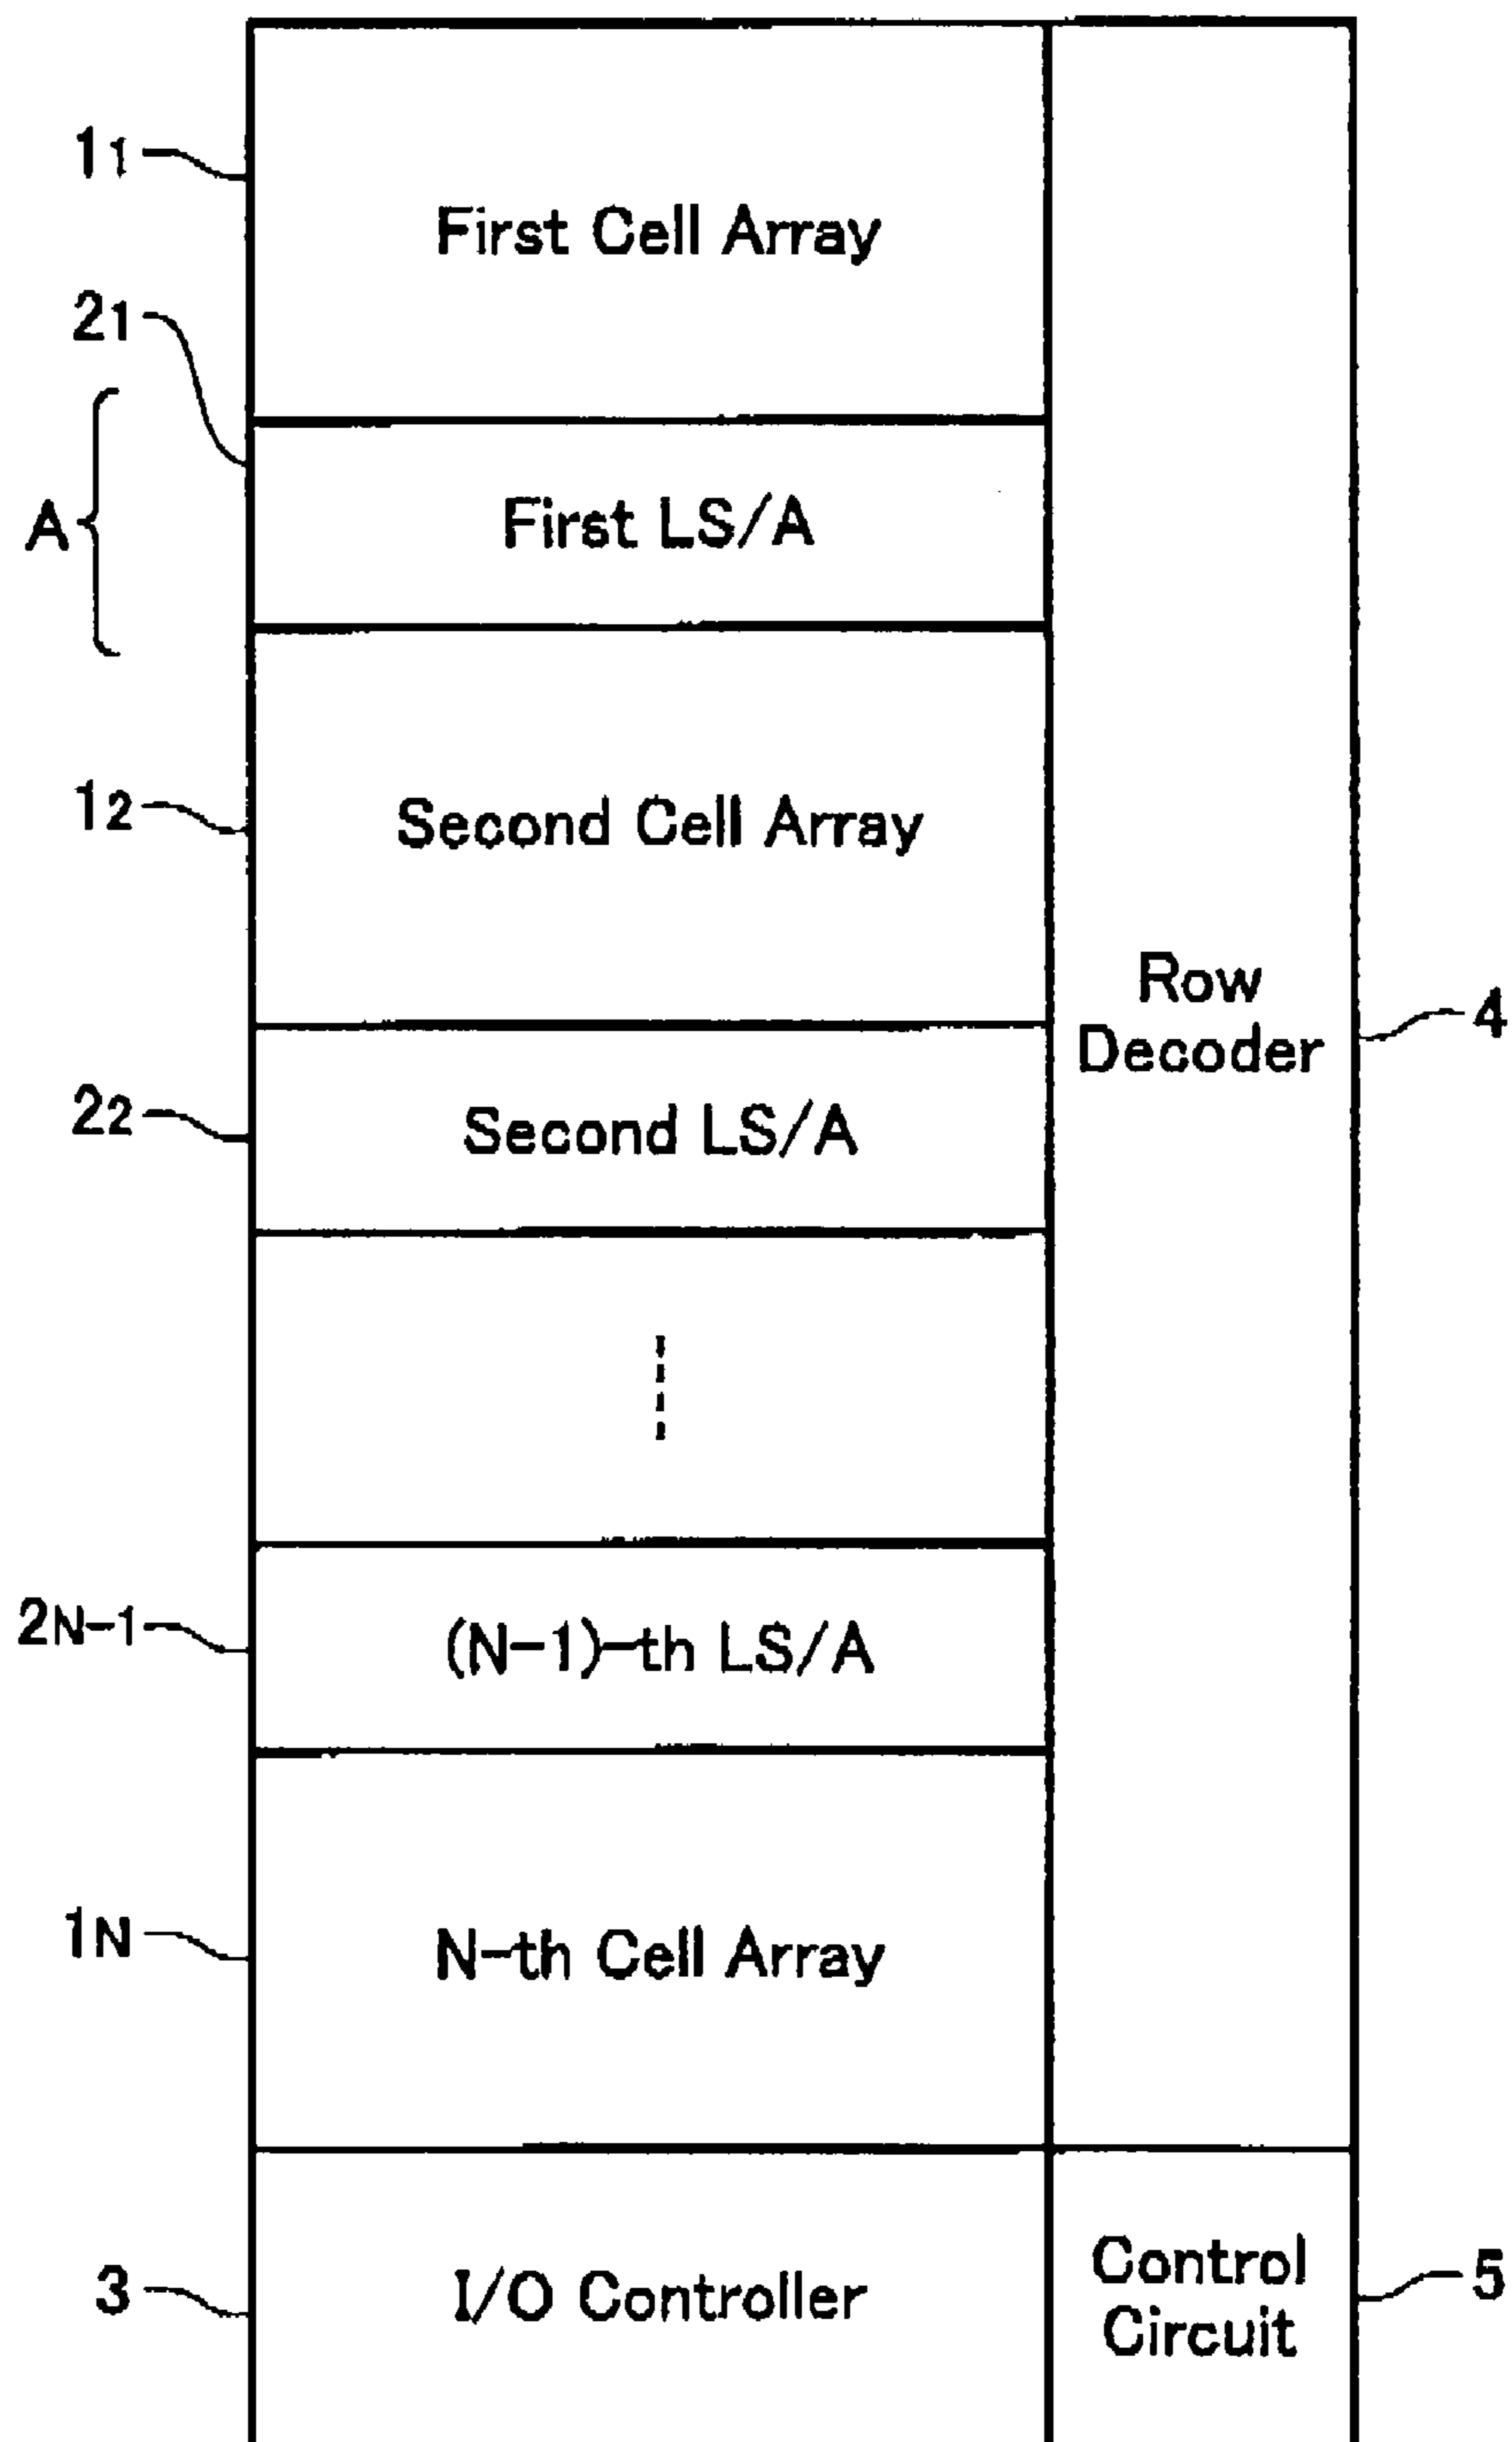 11
First Cell Array
21
A
First LS/A
12
Second Cell Array
Row
Decoder
4
22
Second LS/A
2N-1
(N-1)-th LS/A
1N
N-th Cell Array
3
I/O Controller
Control
Circuit
5